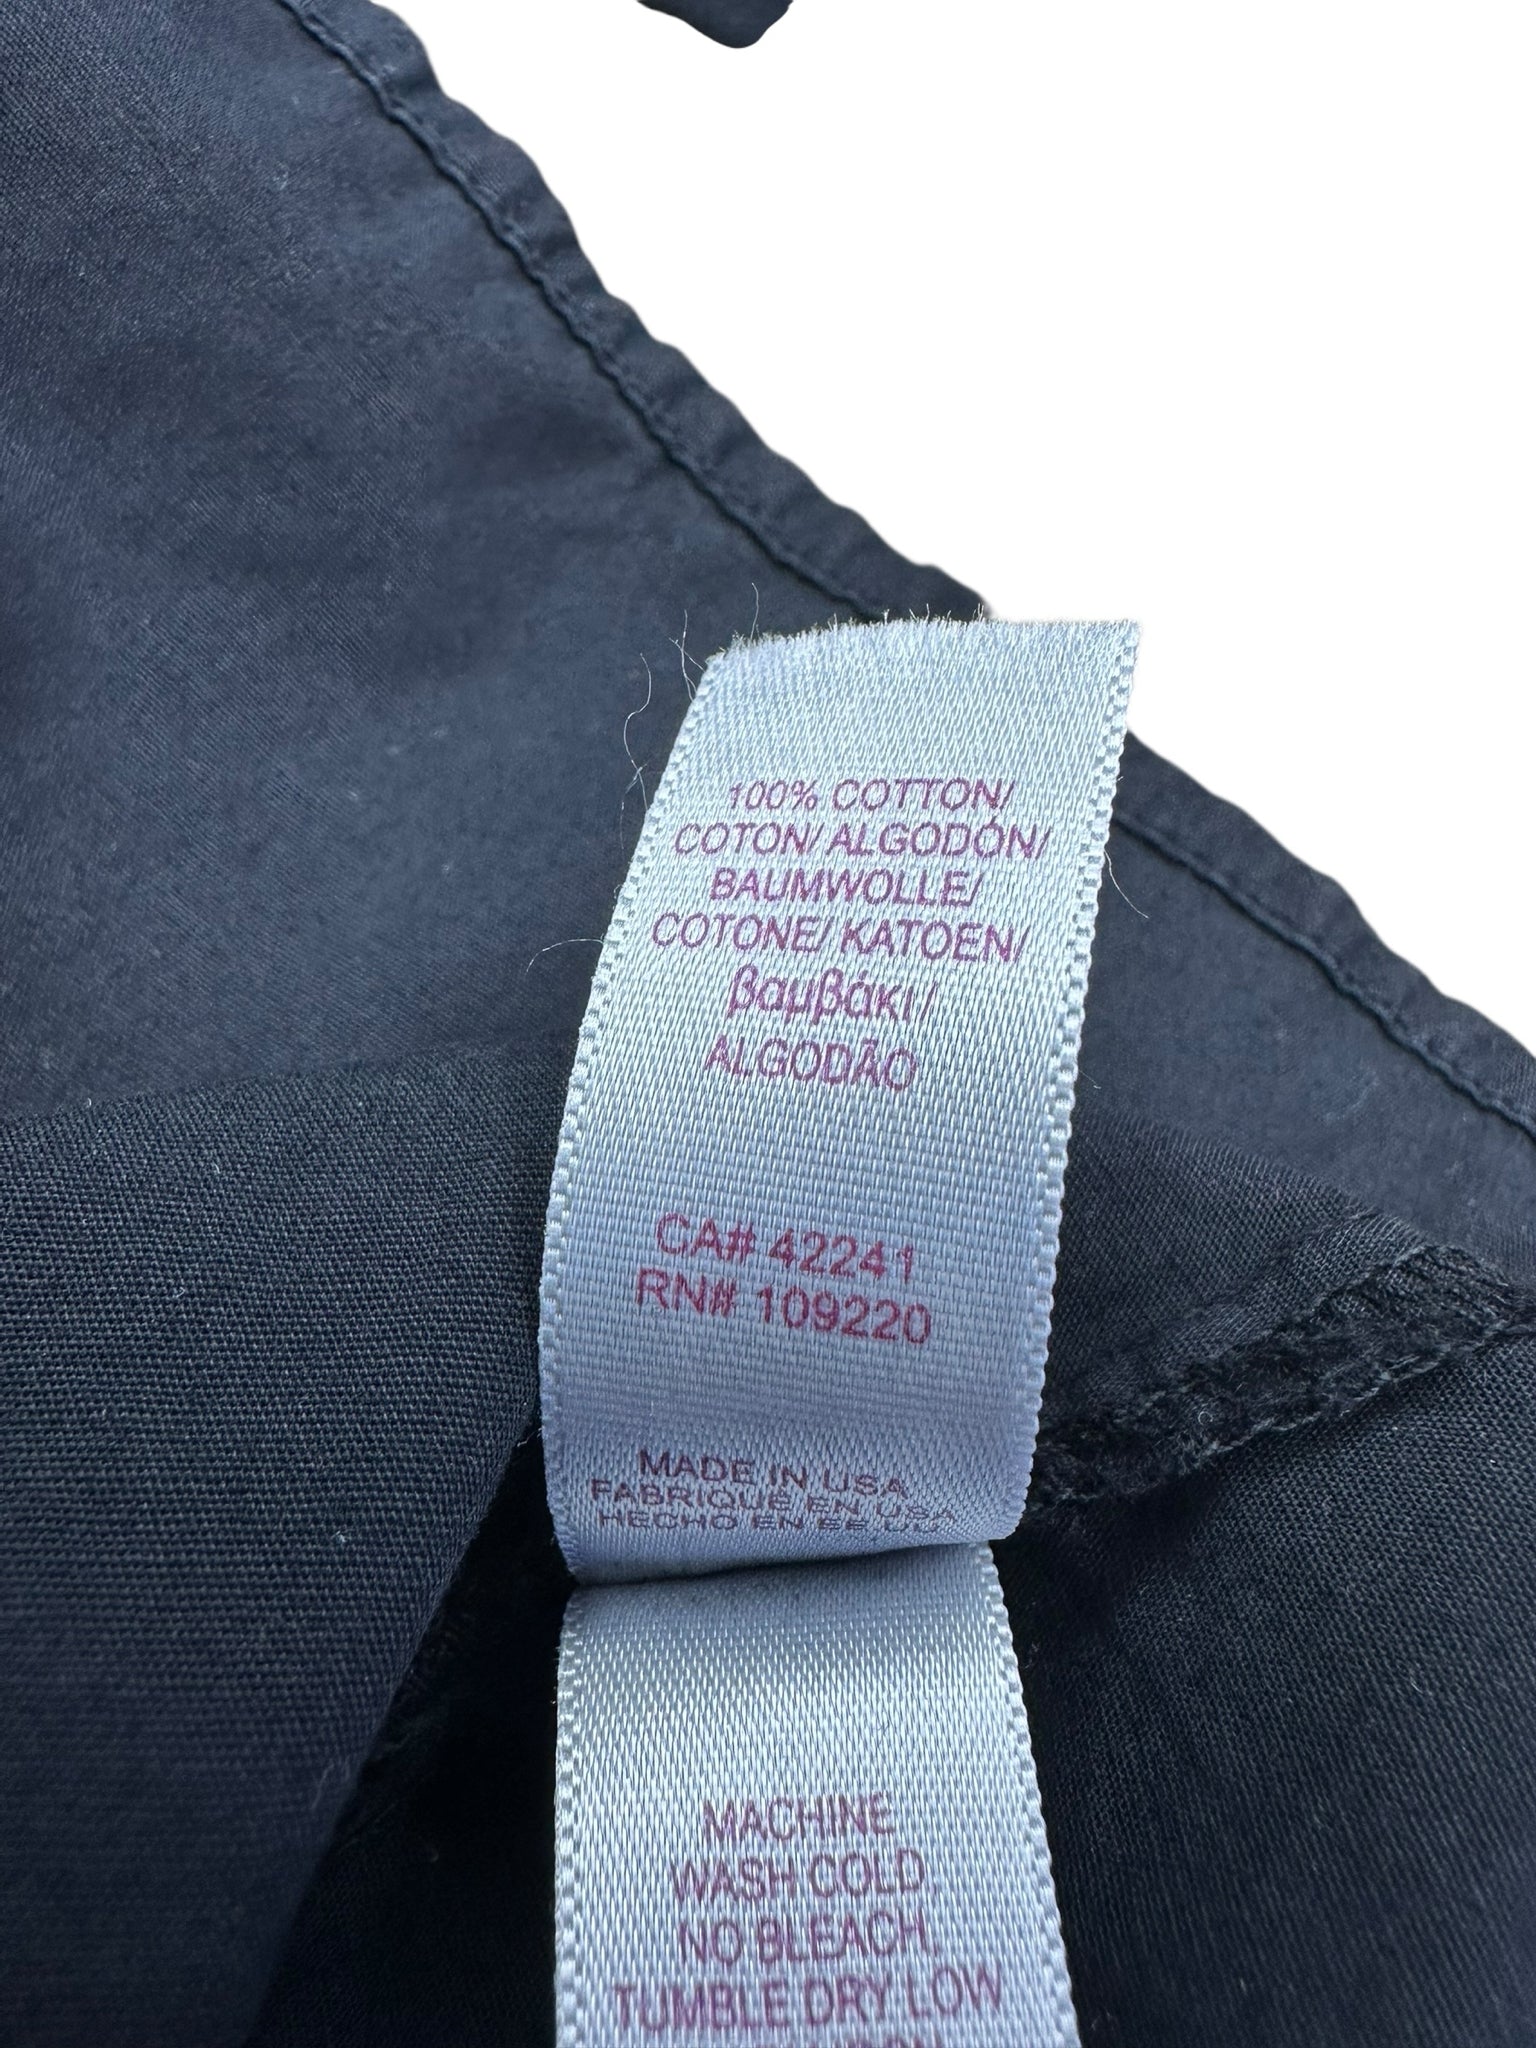 100% COTTON/
COTON/ ALGODÓN/
BAUMWOLLE/
COTONE/ KATOEN/
βαμβάκι/
ALGODÃO
CA# 42241
RN# 109220
MADE IN USA
FABRIQUÉ EN USA
HECHO EN EE UU
MACHINE
WASH COLD.
NO BLEACH.
TUMBLE DRY LOW